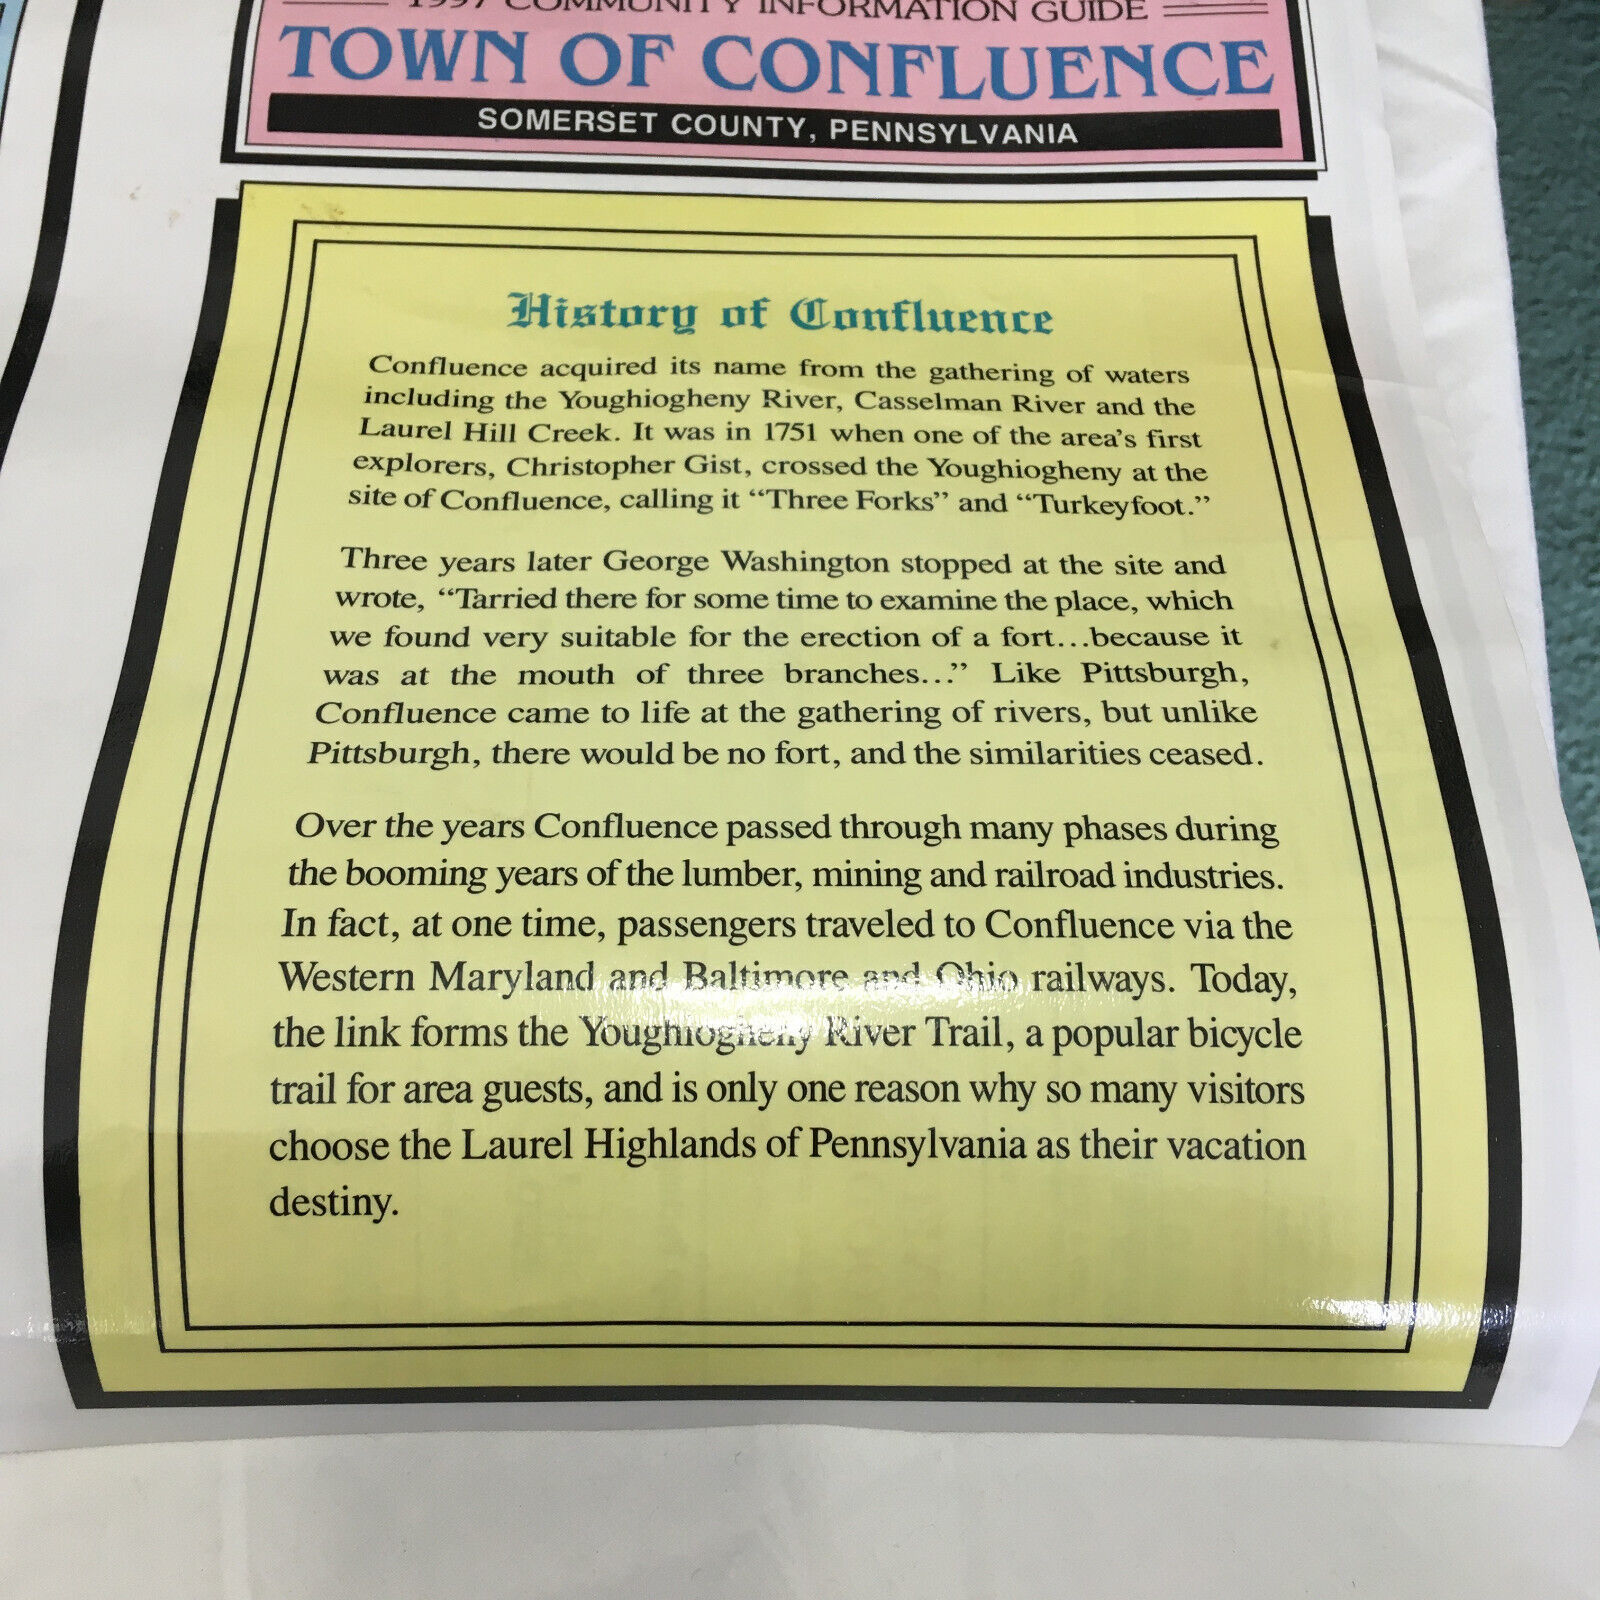 1997 COMMUNITY INFORMATION GUIDE
TOWN OF CONFLUENCE
SOMERSET COUNTY, PENNSYLVANIA
History of Confluence
Confluence acquired its name from the gathering of waters
including the Youghiogheny River, Casselman River and the
Laurel Hill Creek. It was in 1751 when one of the area's first
explorers, Christopher Gist, crossed the Youghiogheny at the
site of Confluence, calling it “Three Forks” and “Turkeyfoot.”
Three years later George Washington stopped at the site and
wrote, “Tarried there for some time to examine the place, which
we found very suitable for the erection of a fort...because it
was at the mouth of three branches...” Like Pittsburgh,
Confluence came to life at the gathering of rivers, but unlike
Pittsburgh, there would be no fort, and the similarities ceased.
Over the years Confluence passed through many phases during
the booming years of the lumber, mining and railroad industries.
In fact, at one time, passengers traveled to Confluence via the
Western Maryland and Baltimore and Ohio railways. Today,
the link forms the Youghiogheny River Trail, a popular bicycle
trail for area guests, and is only one reason why so many visitors
choose the Laurel Highlands of Pennsylvania as their vacation
destiny.